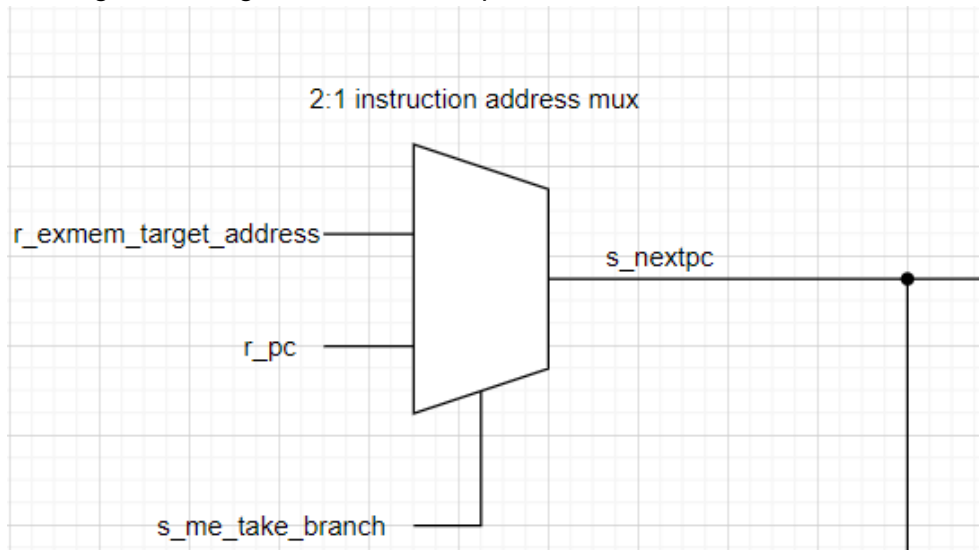 2:1 instruction address mux
r_exmem_target_address
s_nextpc
r_pc
s_me_take_branch